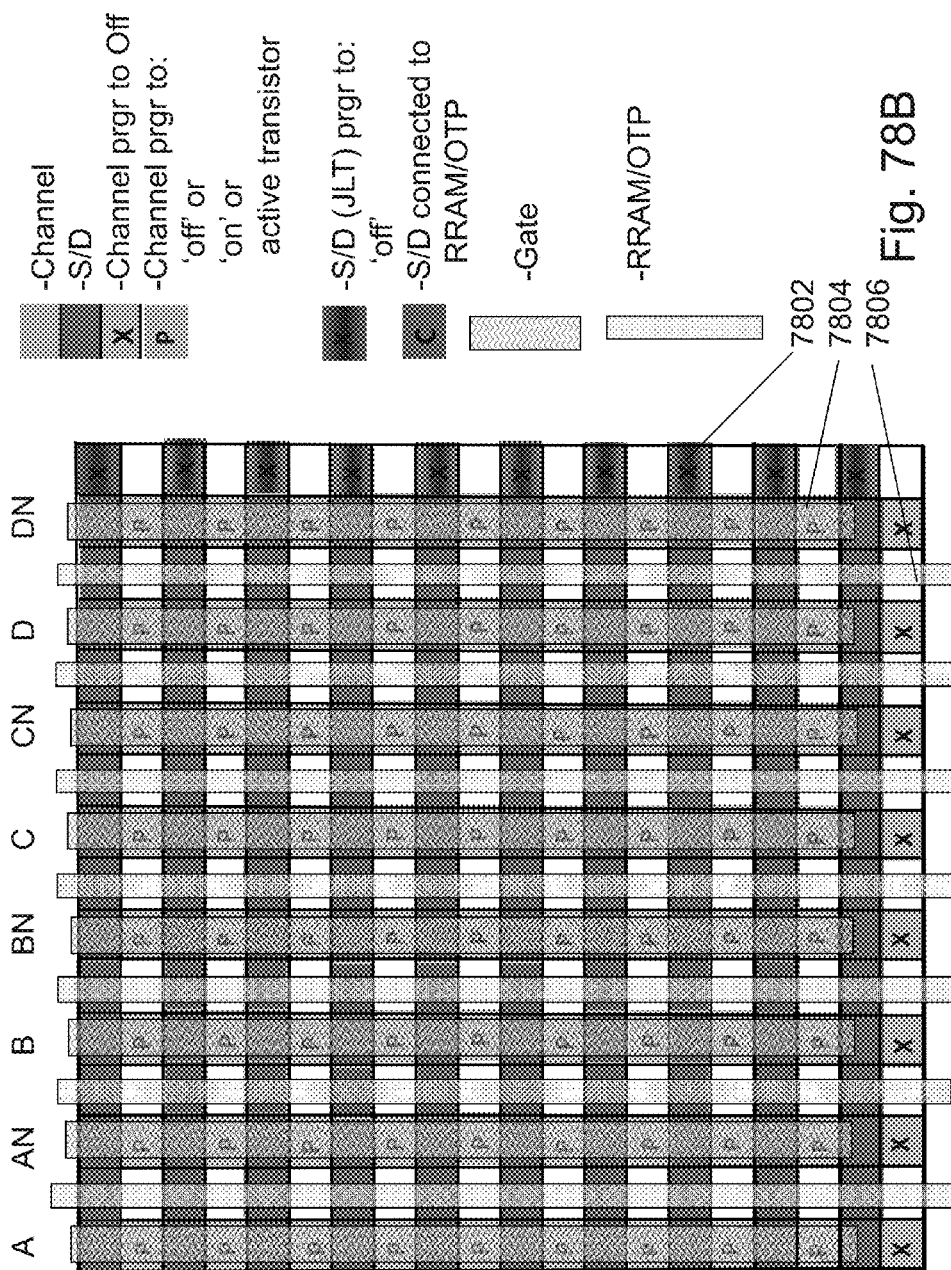 A AN B BN C CN D DN
P P P P P P P P
P P P P P P P P
P P P P P P P P
P P P P P P P P
P P P P P P P P
P P P P P P P P
P P P P P P P P
P P P P P P P P
P P P P P P P P
X X X X X X X X
-Channel
-S/D
X -Channel prgr to Off
P -Channel prgr to:
'off' or
'on' or
active transistor
-S/D (JLT) prgr to:
'off'
C -S/D connected to
RRAM/OTP
-Gate
-RRAM/OTP
7802
7804
7806
Fig. 78B